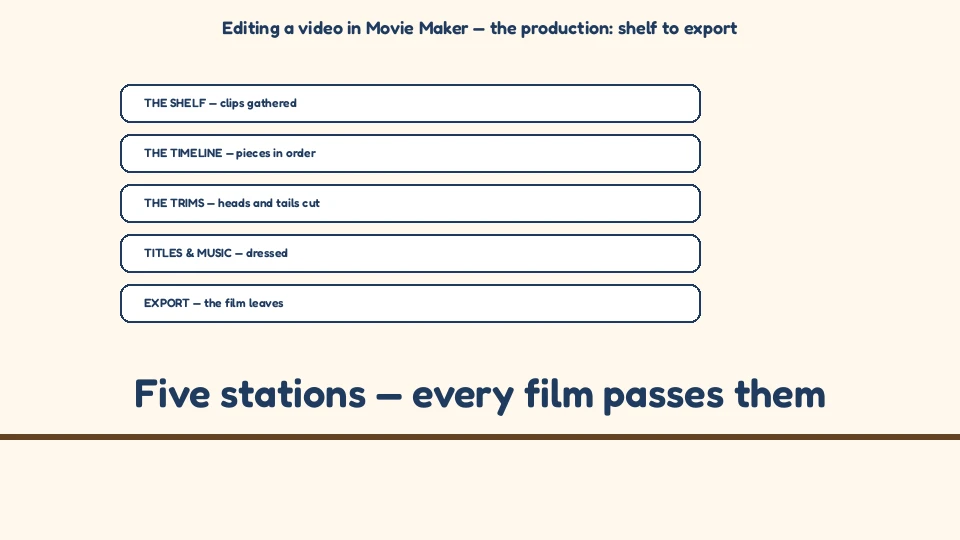 Editing a video in Movie Maker — the production: shelf to export
THE SHELF — clips gathered
THE TIMELINE — pieces in order
THE TRIMS — heads and tails cut
TITLES & MUSIC — dressed
EXPORT — the film leaves
Five stations — every film passes them